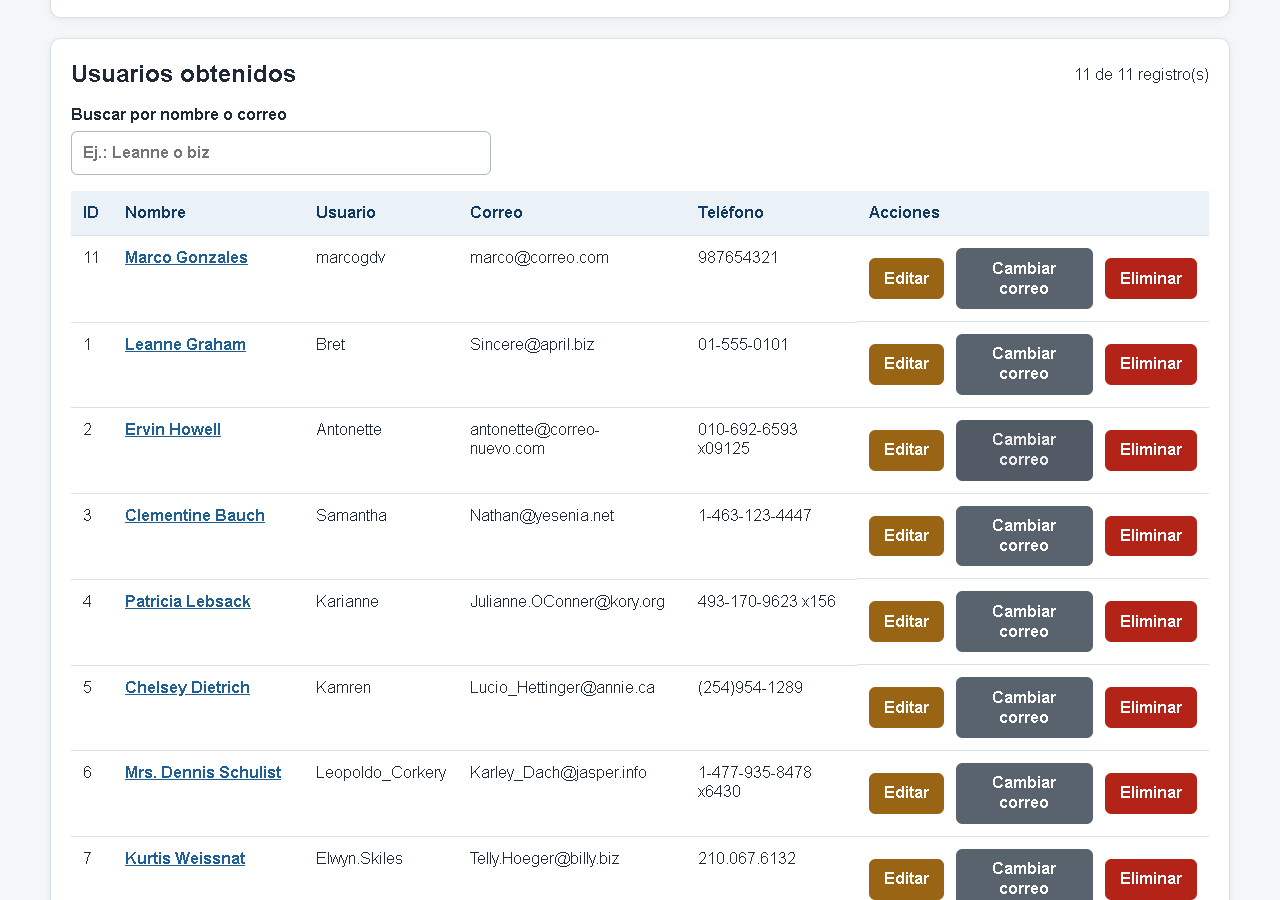 Usuarios obtenidos
11 de 11 registro(s)
Buscar por nombre o correo
Ej.: Leanne o biz
ID Nombre Usuario Correo Teléfono Acciones
11 Marco Gonzales marcogdv marco@correo.com 987654321
Editar Cambiar correo Eliminar
1 Leanne Graham Bret Sincere@april.biz 01-555-0101
Editar Cambiar correo Eliminar
2 Ervin Howell Antonette antonette@correo-nuevo.com 010-692-6593 x09125
Editar Cambiar correo Eliminar
3 Clementine Bauch Samantha Nathan@yesenia.net 1-463-123-4447
Editar Cambiar correo Eliminar
4 Patricia Lebsack Karianne Julianne.OConner@kory.org 493-170-9623 x156
Editar Cambiar correo Eliminar
5 Chelsey Dietrich Kamren Lucio_Hettinger@annie.ca (254)954-1289
Editar Cambiar correo Eliminar
6 Mrs. Dennis Schulist Leopoldo_Corkery Karley_Dach@jasper.info 1-477-935-8478 x6430
Editar Cambiar correo Eliminar
7 Kurtis Weissnat Elwyn.Skiles Telly.Hoeger@billy.biz 210.067.6132
Editar Cambiar correo Eliminar